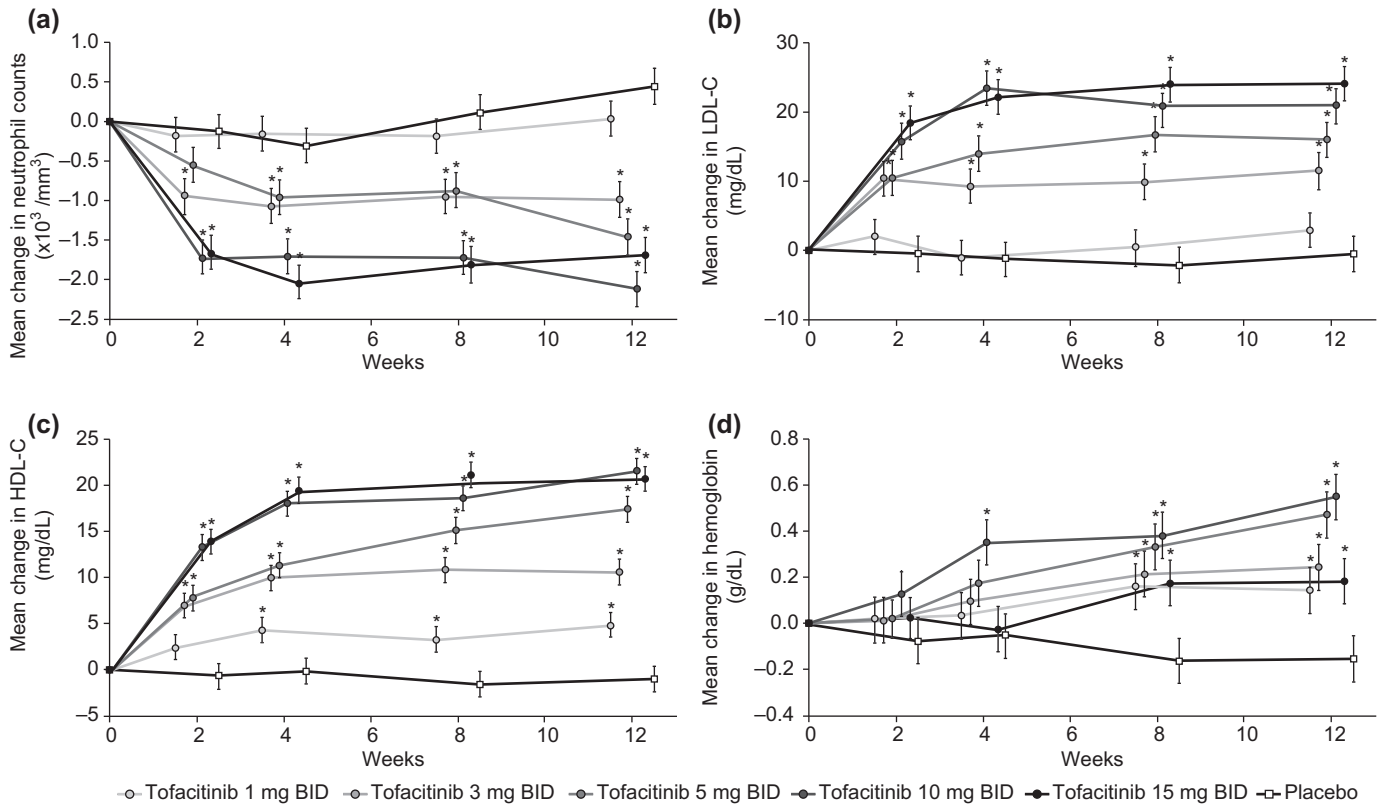 (a)
Mean change in neutrophil counts
(x10³ /mm³)
1.0
0.5
0.0
–0.5
–1.0
–1.5
–2.0
–2.5
* * * * * * * * * * * * * * *
0 2 4 6 8 10 12
Weeks
(b)
Mean change in LDL-C
(mg/dL)
30
20
10
0
–10
* * * * * * * * * * * * * * * *
0 2 4 6 8 10 12
Weeks
(c)
Mean change in HDL-C
(mg/dL)
25
20
15
10
5
0
–5
* * * * * * * * * * * * * * * * * * *
0 2 4 6 8 10 12
Weeks
(d)
Mean change in hemoglobin
(g/dL)
0.8
0.6
0.4
0.2
0.0
–0.2
–0.4
* * * * * * * * * * *
0 2 4 6 8 10 12
Weeks
Tofacitinib 1 mg BID Tofacitinib 3 mg BID Tofacitinib 5 mg BID Tofacitinib 10 mg BID Tofacitinib 15 mg BID Placebo